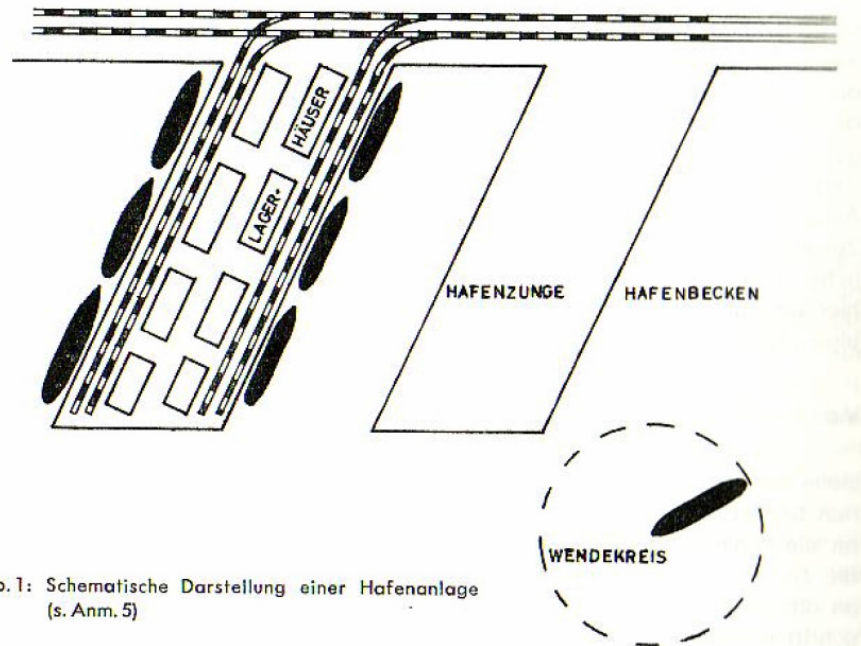 HÄUSER
LAGER-
HAFENZUNGE
HAFENBECKEN
WENDEKREIS
b. 1: Schematische Darstellung einer Hafenanlage
(s. Anm. 5)